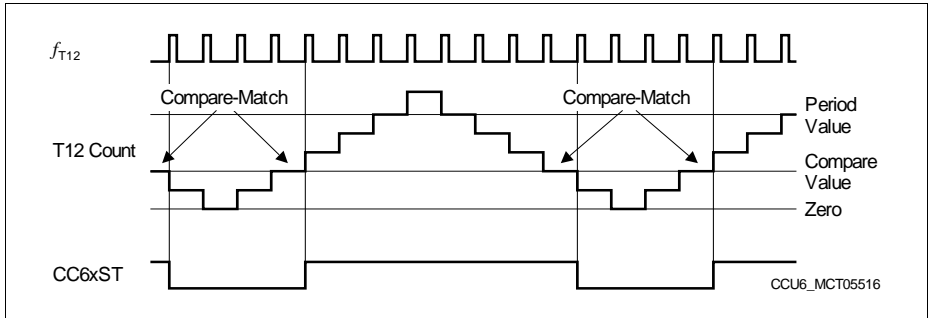 fT12
Compare-Match
Compare-Match
Period
Value
T12 Count
Compare
Value
Zero
CC6xST
CCU6_MCT05516